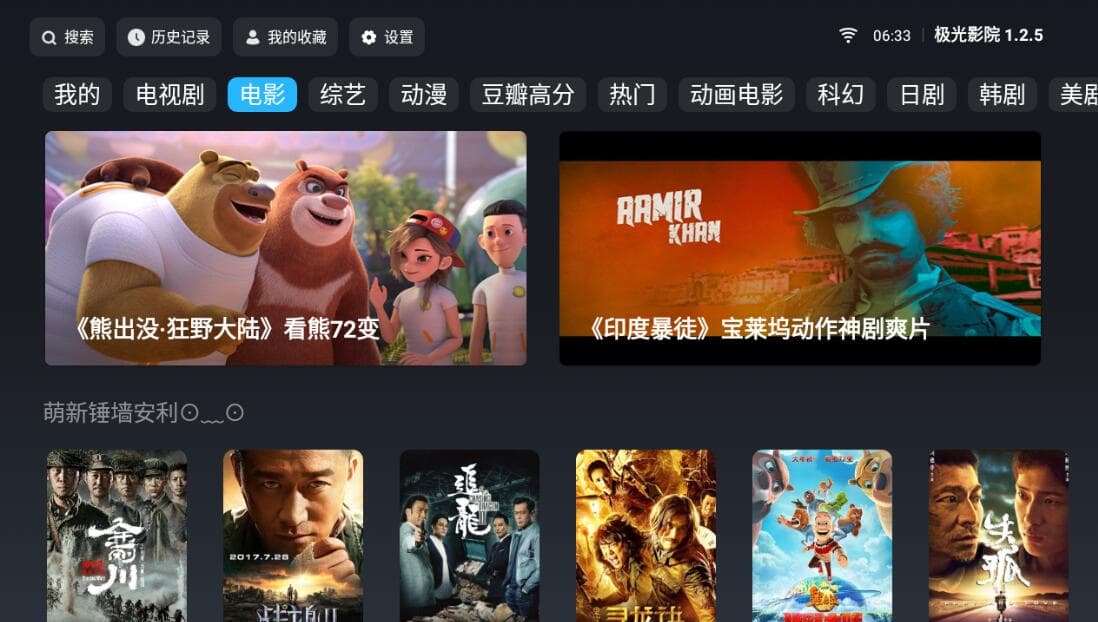 搜索
历史记录
我的收藏
设置
06:33
极光影院 1.2.5
我的
电视剧
电影
综艺
动漫
豆瓣高分
热门
动画电影
科幻
日剧
韩剧
美剧
《熊出没·狂野大陆》看熊72变
AAMIR
KHAN
《印度暴徒》宝莱坞动作神剧爽片
萌新锤墙安利⊙﹏⊙
金刚川
2017.7.28
战狼II
追龙
寻龙诀
失孤